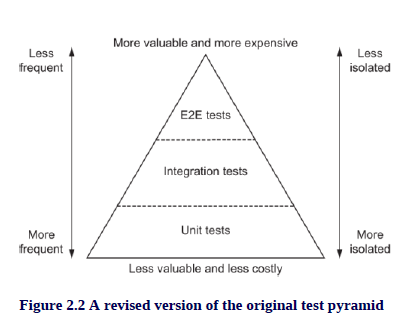 More valuable and more expensive
Less
frequent
Less
isolated
E2E tests
Integration tests
Unit tests
More
frequent
More
isolated
Less valuable and less costly
Figure 2.2 A revised version of the original test pyramid